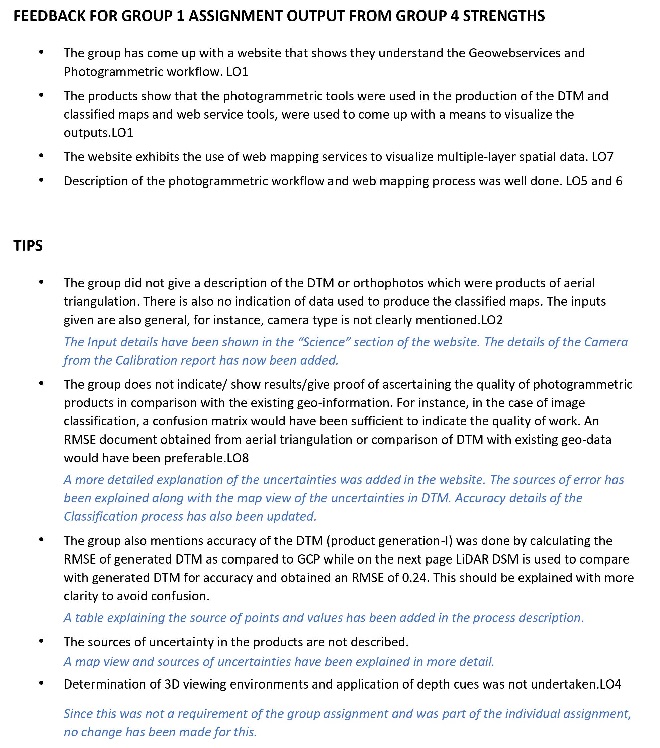 FEEDBACK FOR GROUP 1 ASSIGNMENT OUTPUT FROM GROUP 4 STRENGTHS
• The group has come up with a website that shows they understand the Geowebservices and
Photogrammetric workflow. LO1
• The products show that the photogrammetric tools were used in the production of the DTM and
classified maps and web service tools, were used to come up with a means to visualize the
outputs.LO1
• The website exhibits the use of web mapping services to visualize multiple-layer spatial data. LO7
• Description of the photogrammetric workflow and web mapping process was well done. LO5 and 6
TIPS
• The group did not give a description of the DTM or orthophotos which were products of aerial
triangulation. There is also no indication of data used to produce the classified maps. The inputs
given are also general, for instance, camera type is not clearly mentioned.LO2
The Input details have been shown in the “Science” section of the website. The details of the Camera
from the Calibration report has now been added.
• The group does not indicate/ show results/give proof of ascertaining the quality of photogrammetric
products in comparison with the existing geo-information. For instance, in the case of image
classification, a confusion matrix would have been sufficient to indicate the quality of work. An
RMSE document obtained from aerial triangulation or comparison of DTM with existing geo-data
would have been preferable.LO8
A more detailed explanation of the uncertainties was added in the website. The sources of error has
been explained along with the map view of the uncertainties in DTM. Accuracy details of the
Classification process has also been updated.
• The group also mentions accuracy of the DTM (product generation-I) was done by calculating the
RMSE of generated DTM as compared to GCP while on the next page LiDAR DSM is used to compare
with generated DTM for accuracy and obtained an RMSE of 0.24. This should be explained with more
clarity to avoid confusion.
A table explaining the source of points and values has been added in the process description.
• The sources of uncertainty in the products are not described.
A map view and sources of uncertainties have been explained in more detail.
• Determination of 3D viewing environments and application of depth cues was not undertaken.LO4
Since this was not a requirement of the group assignment and was part of the individual assignment,
no change has been made for this.